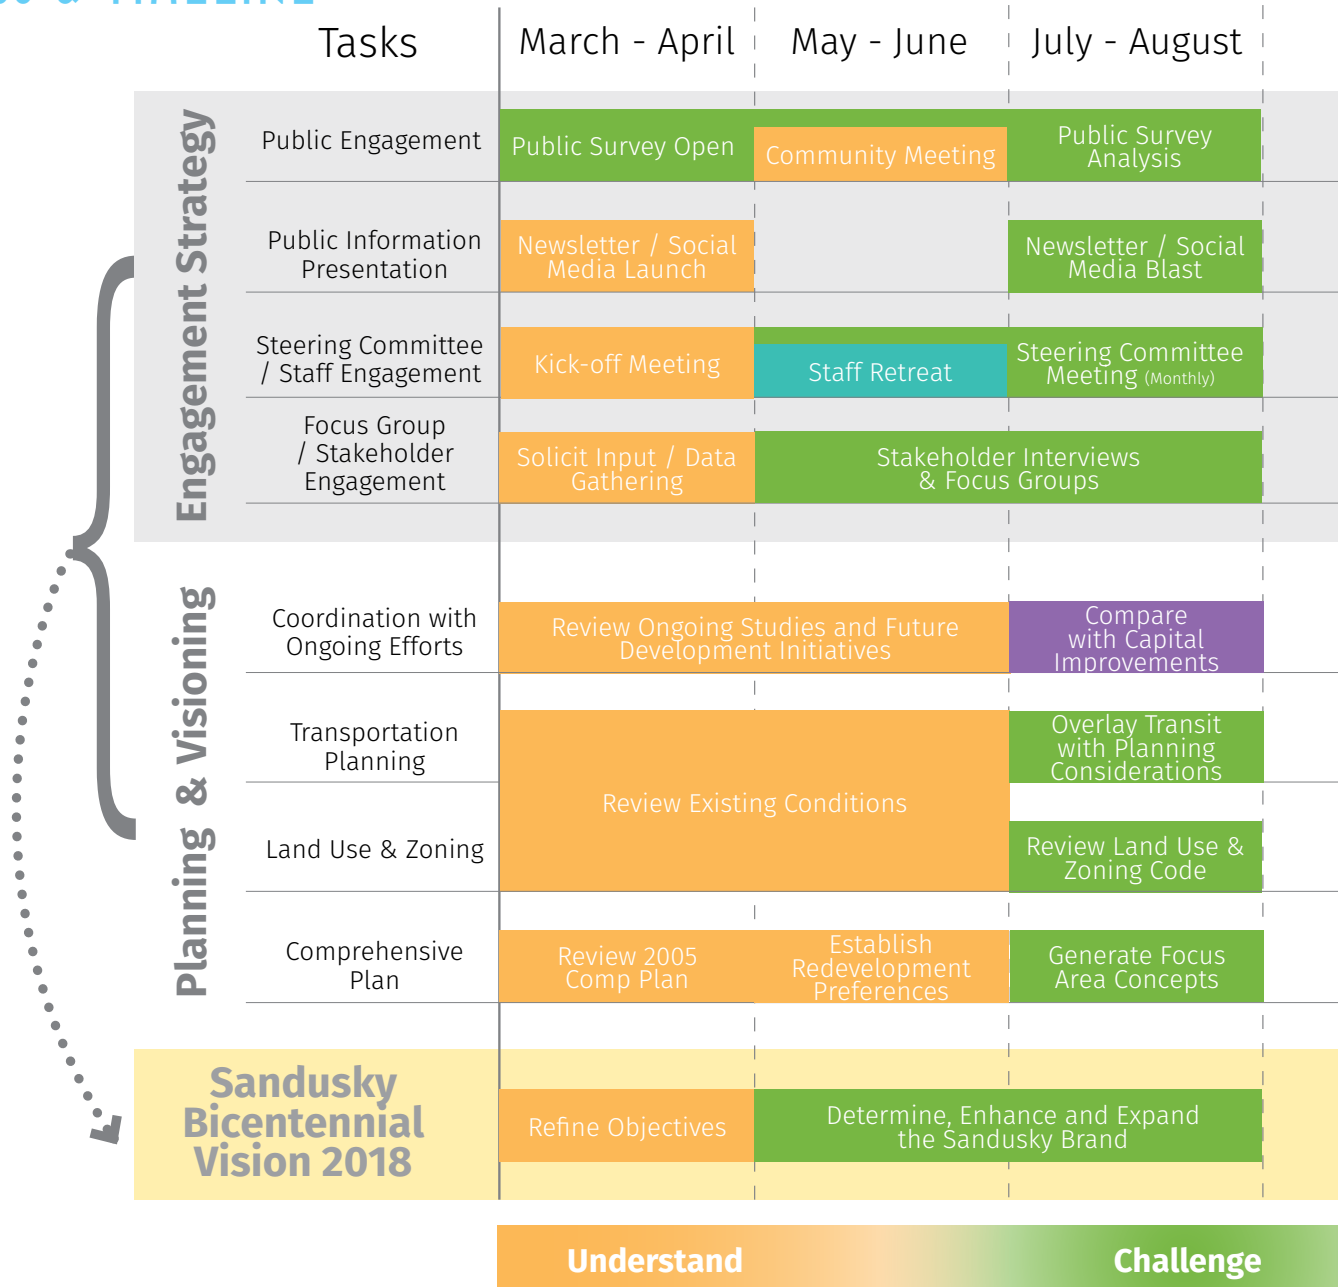 & TIMELINE
Tasks
March - April
May - June
July - August
Engagement Strategy
Public Engagement
Public Survey Open
Community Meeting
Public Survey
Analysis
Public Information
Presentation
Newsletter / Social
Media Launch
Newsletter / Social
Media Blast
Steering Committee
/ Staff Engagement
Kick-off Meeting
Staff Retreat
Steering Committee
Meeting (Monthly)
Focus Group
/ Stakeholder
Engagement
Solicit Input / Data
Gathering
Stakeholder Interviews
& Focus Groups
Planning & Visioning
Coordination with
Ongoing Efforts
Review Ongoing Studies and Future
Development Initiatives
Compare
with Capital
Improvements
Transportation
Planning
Review Existing Conditions
Overlay Transit
with Planning
Considerations
Land Use & Zoning
Review Land Use &
Zoning Code
Comprehensive
Plan
Review 2005
Comp Plan
Establish
Redevelopment
Preferences
Generate Focus
Area Concepts
Sandusky
Bicentennial
Vision 2018
Refine Objectives
Determine, Enhance and Expand
the Sandusky Brand
Understand
Challenge